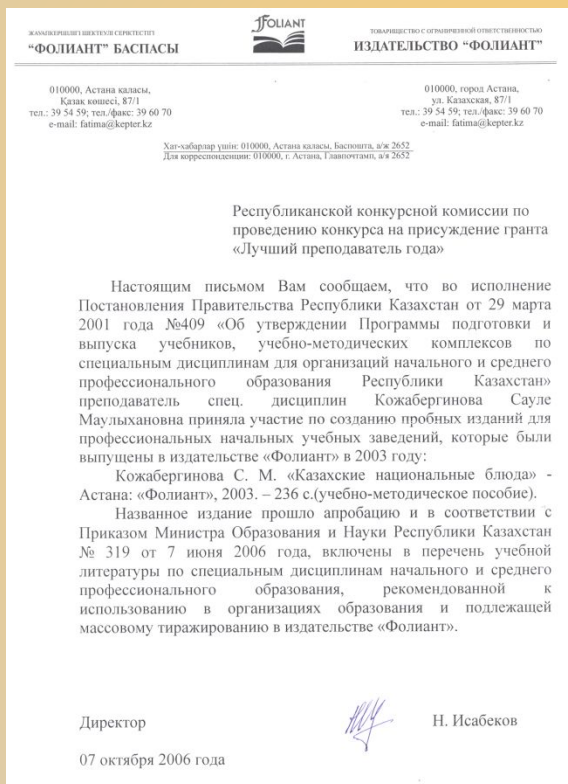 ЖАУАПКЕРШІЛІГІ ШЕКТЕУЛІ СЕРІКТЕСТІГІ
“ФОЛИАНТ” БАСПАСЫ
FOLIANT
ТОВАРИЩЕСТВО С ОГРАНИЧЕННОЙ ОТВЕТСТВЕННОСТЬЮ
ИЗДАТЕЛЬСТВО “ФОЛИАНТ”
010000, Астана қаласы,
Қазақ көшесі, 87/1
тел.: 39 54 59; тел./факс: 39 60 70
e-mail: fatima@kepter.kz
010000, город Астана,
ул. Казахская, 87/1
тел.: 39 54 59; тел./факс: 39 60 70
e-mail: fatima@kepter.kz
Хат-хабарлар үшін: 010000, Астана қаласы, Баспошта, а/ж 2652
Для корреспонденции: 010000, г. Астана, Главпочтамп, а/я 2652
Республиканской конкурсной комиссии по
проведению конкурса на присуждение гранта
«Лучший преподаватель года»
Настоящим письмом Вам сообщаем, что во исполнение
Постановления Правительства Республики Казахстан от 29 марта
2001 года №409 «Об утверждении Программы подготовки и
выпуска учебников, учебно-методических комплексов по
специальным дисциплинам для организаций начального и среднего
профессионального образования Республики Казахстан»
преподаватель спец. дисциплин Кожабергинова Сауле
Маулыхановна приняла участие по созданию пробных изданий для
профессиональных начальных учебных заведений, которые были
выпущены в издательстве «Фолиант» в 2003 году:
Кожабергинова С. М. «Казахские национальные блюда» -
Астана: «Фолиант», 2003. – 236 с.(учебно-методическое пособие).
Названное издание прошло апробацию и в соответствии с
Приказом Министра Образования и Науки Республики Казахстан
№ 319 от 7 июня 2006 года, включены в перечень учебной
литературы по специальным дисциплинам начального и среднего
профессионального образования, рекомендованной к
использованию в организациях образования и подлежащей
массовому тиражированию в издательстве «Фолиант».
Директор
Н. Исабеков
07 октября 2006 года